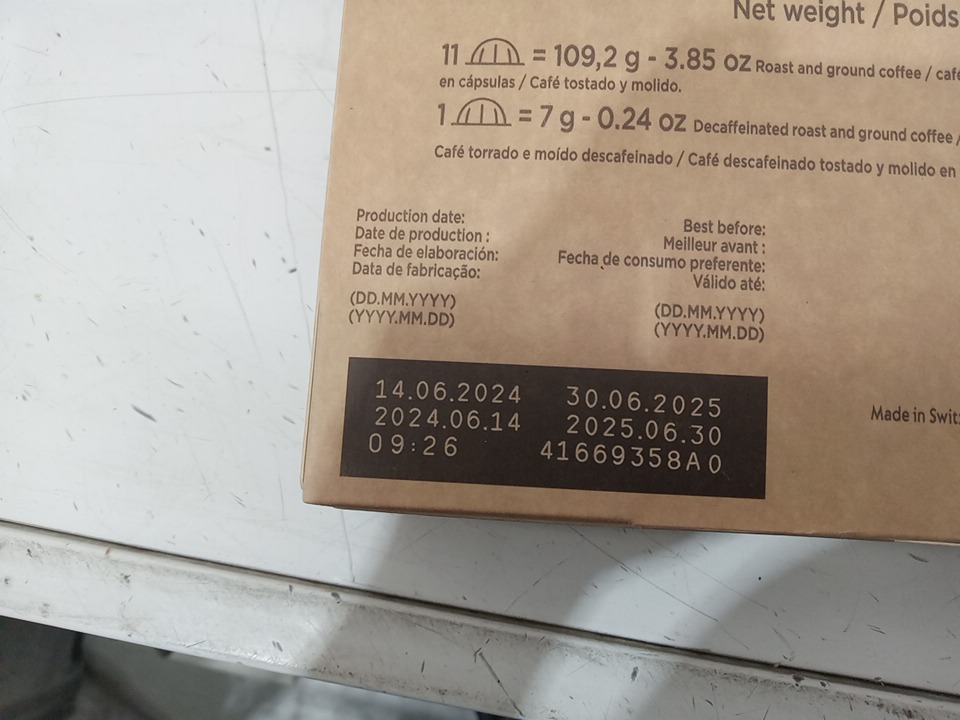 Net weight / Poids
11 = 109,2 g - 3.85 oz Roast and ground coffee / café
en cápsulas / Café tostado y molido.
1 = 7 g - 0.24 oz Decaffeinated roast and ground coffee /
Café torrado e moído descafeinado / Café descafeinado tostado y molido en
Production date:
Date de production :
Fecha de elaboración:
Data de fabricação:
(DD.MM.YYYY)
(YYYY.MM.DD)
Best before:
Meilleur avant :
Fecha de consumo preferente:
Válido até:
(DD.MM.YYYY)
(YYYY.MM.DD)
14.06.2024 30.06.2025
2024.06.14 2025.06.30
09:26 41669358A0
Made in